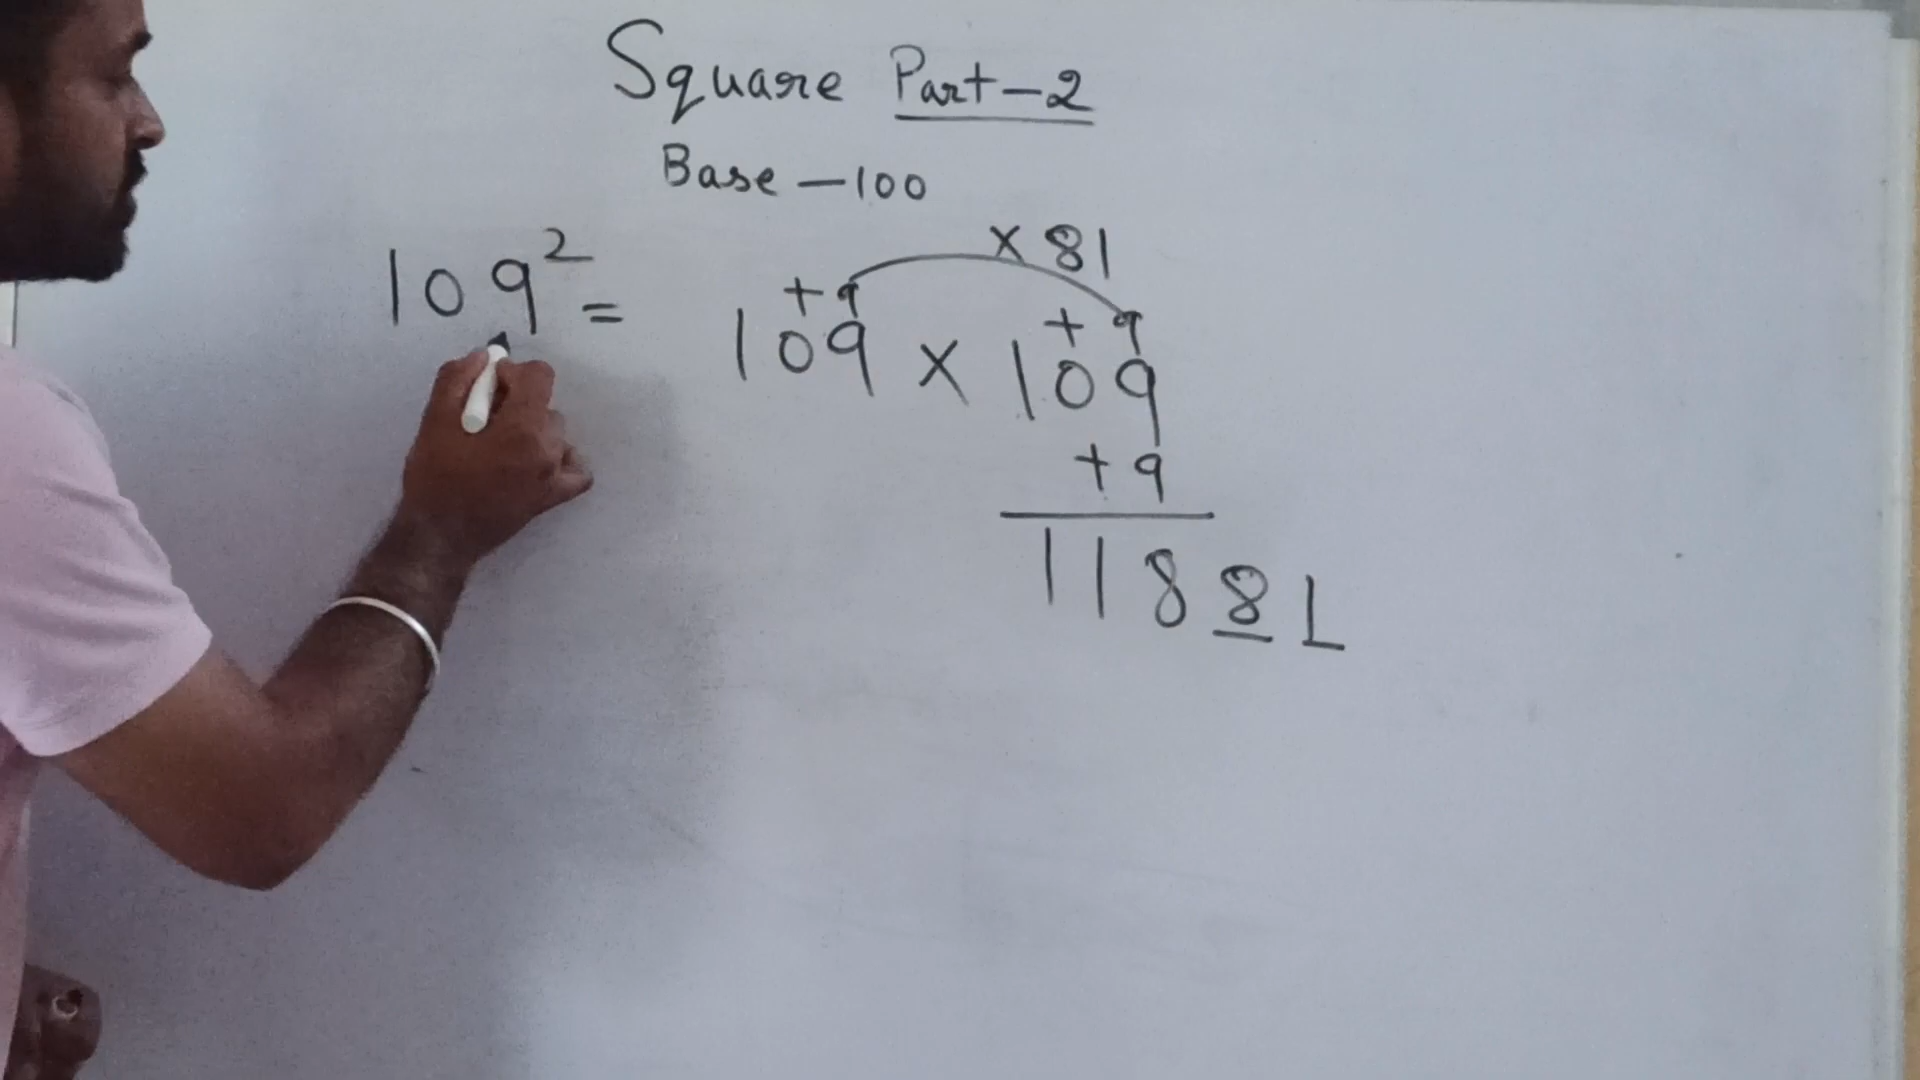 Square Part-2
Base-100
× 81
+9 +9
109² = 109 × 109
+9
11881